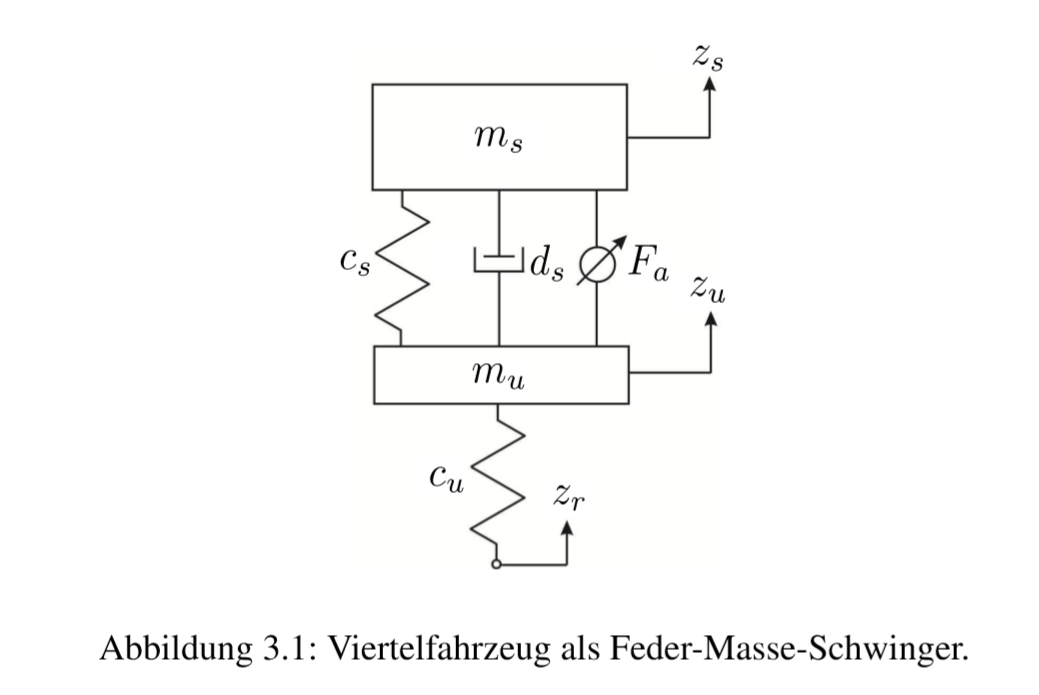 z_s
m_s
c_s
d_s
F_a
z_u
m_u
c_u
z_r
Abbildung 3.1: Viertelfahrzeug als Feder-Masse-Schwinger.